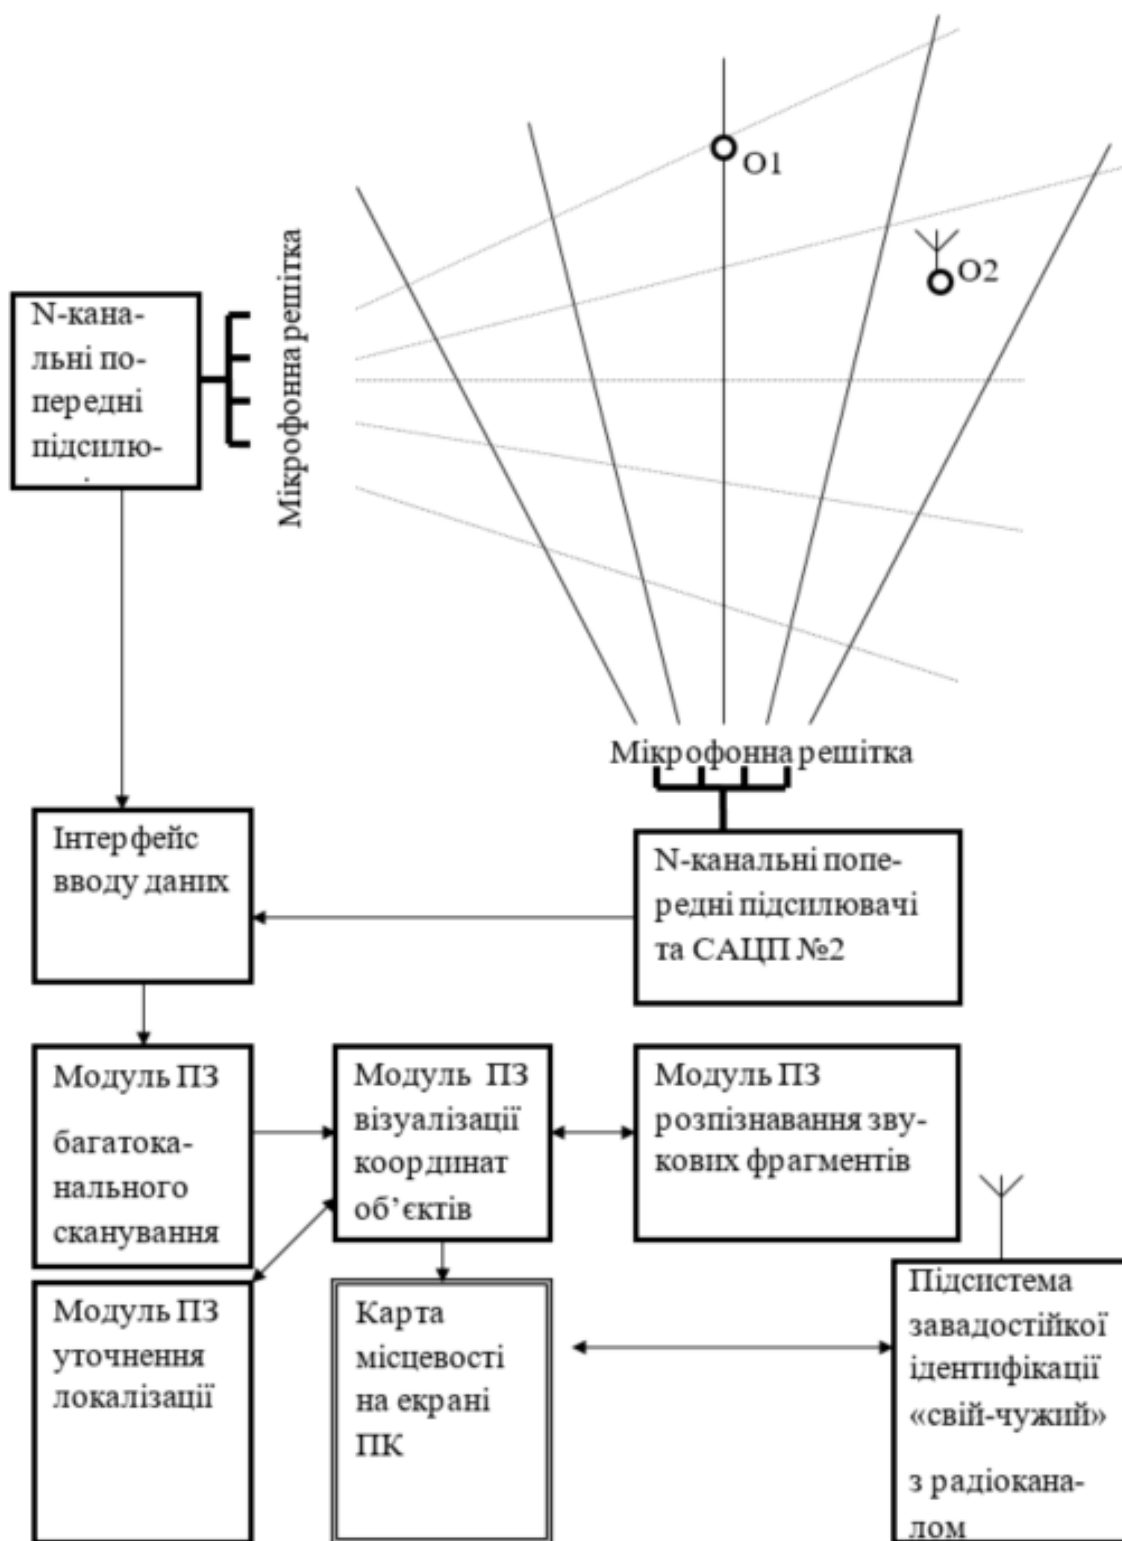 O1
O2
Мікрофонна решітка
N-кана-
льні по-
передні
підсилю-
Мікрофонна решітка
Інтерфейс
вводу даних
N-канальні попе-
редні підсилювачі
та САЦП №2
Модуль ПЗ
багатока-
нального
сканування
Модуль ПЗ
візуалізації
координат
об’єктів
Модуль ПЗ
розпізнавання зву-
кових фрагментів
Модуль ПЗ
уточнення
локалізації
Карта
місцевості
на екрані
ПК
Підсистема
завадостійкої
ідентифікації
«свій-чужий»
з радіокана-
лом